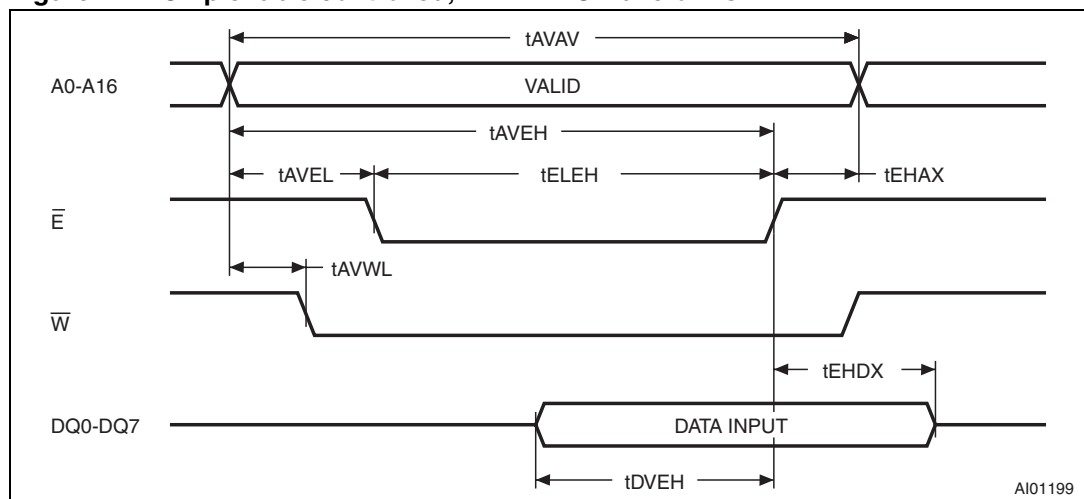 tAVAV
A0-A16
VALID
tAVEH
tAVEL
tELEH
tEHAX
E
tAVWL
W
tEHDX
DQ0-DQ7
DATA INPUT
tDVEH
AI01199